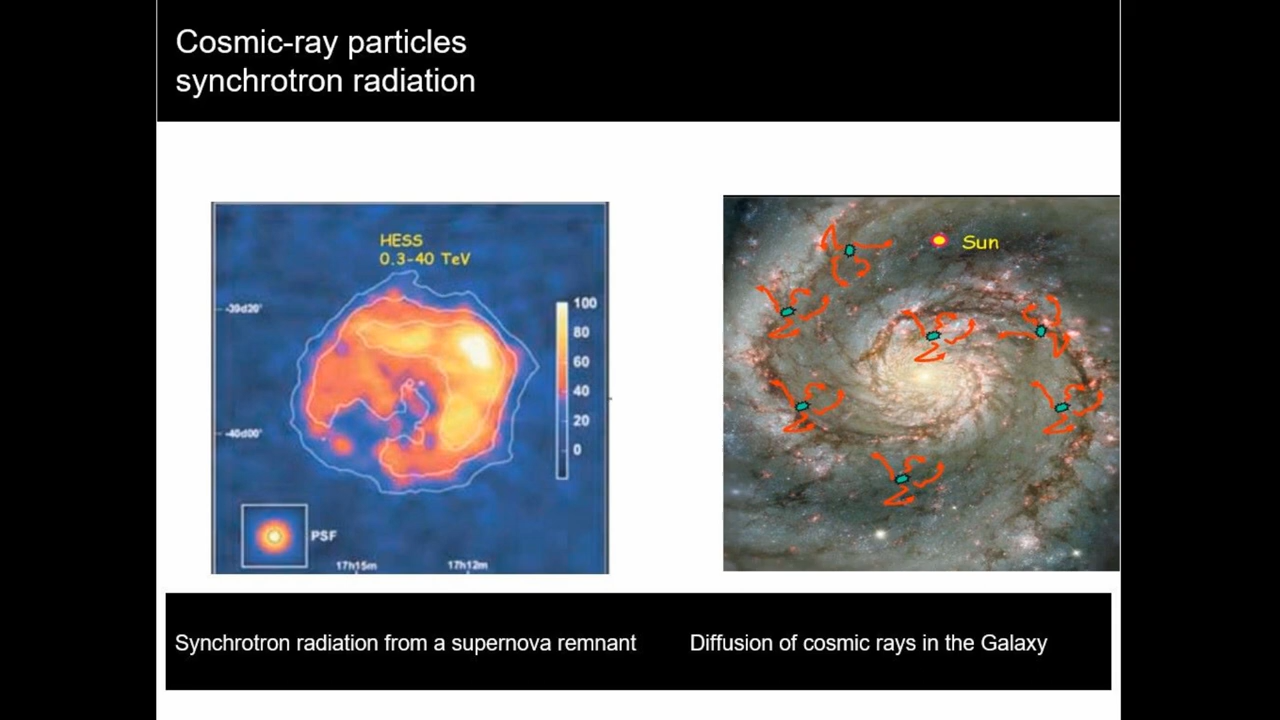 Cosmic-ray particles
synchrotron radiation
HESS
0.3-40 TeV
-39d20'
-40d00'
100
80
60
40
20
0
PSF
17h15m
17h12m
Sun
Synchrotron radiation from a supernova remnant
Diffusion of cosmic rays in the Galaxy